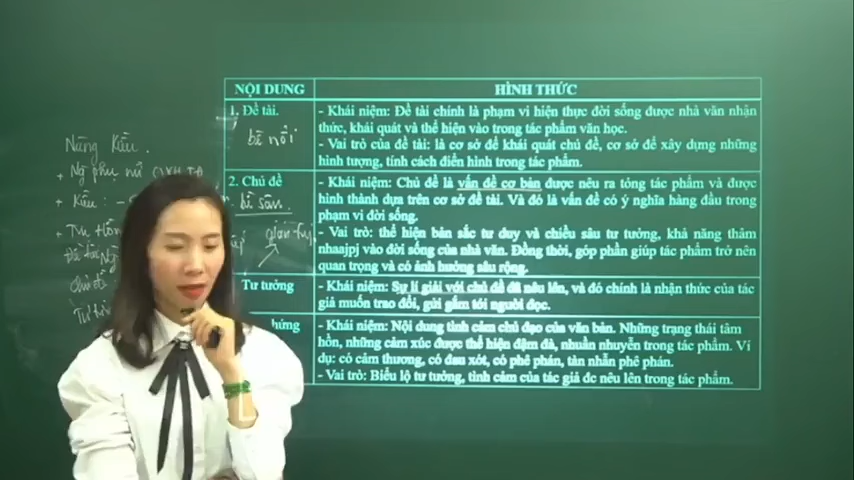 NỘI DUNG
HÌNH THỨC
1. Đề tài.
- Khái niệm: Đề tài chính là phạm vi hiện thực đời sống được nhà văn nhận
thức, khái quát và thể hiện vào trong tác phẩm văn học.
- Vai trò của đề tài: là cơ sở để khái quát chủ đề, cơ sở để xây dựng những
hình tượng, tính cách điển hình trong tác phẩm.
2. Chủ đề
- Khái niệm: Chủ đề là vấn đề cơ bản được nêu ra tỏng tác phẩm và được
hình thành dựa trên cơ sở đề tài. Và đó là vấn đề có ý nghĩa hàng đầu trong
phạm vi đời sống.
- Vai trò: thể hiện bản sắc tư duy và chiều sâu tư tưởng, khả năng thâm
nhaajpj vào đời sống của nhà văn. Đồng thời, góp phần giúp tác phẩm trở nên
quan trọng và có ảnh hưởng sâu rộng.
Tư tưởng
- Khái niệm: Sự lí giải với chủ đề đã nêu lên, và đó chính là nhận thức của tác
giả muốn trao đổi, gửi gắm tới người đọc.
hứng
- Khái niệm: Nội dung tình cảm chủ đạo của văn bản. Những trạng thái tâm
hồn, những cảm xúc được thể hiện đậm đà, nhuần nhuyễn trong tác phẩm. Ví
dụ: có cảm thương, có đau xót, có phê phán, tàn nhẫn phê phán.
- Vai trò: Biểu lộ tư tưởng, tình cảm của tác giả đc nêu lên trong tác phẩm.
Nàng Kiều.
+ Kiều: -